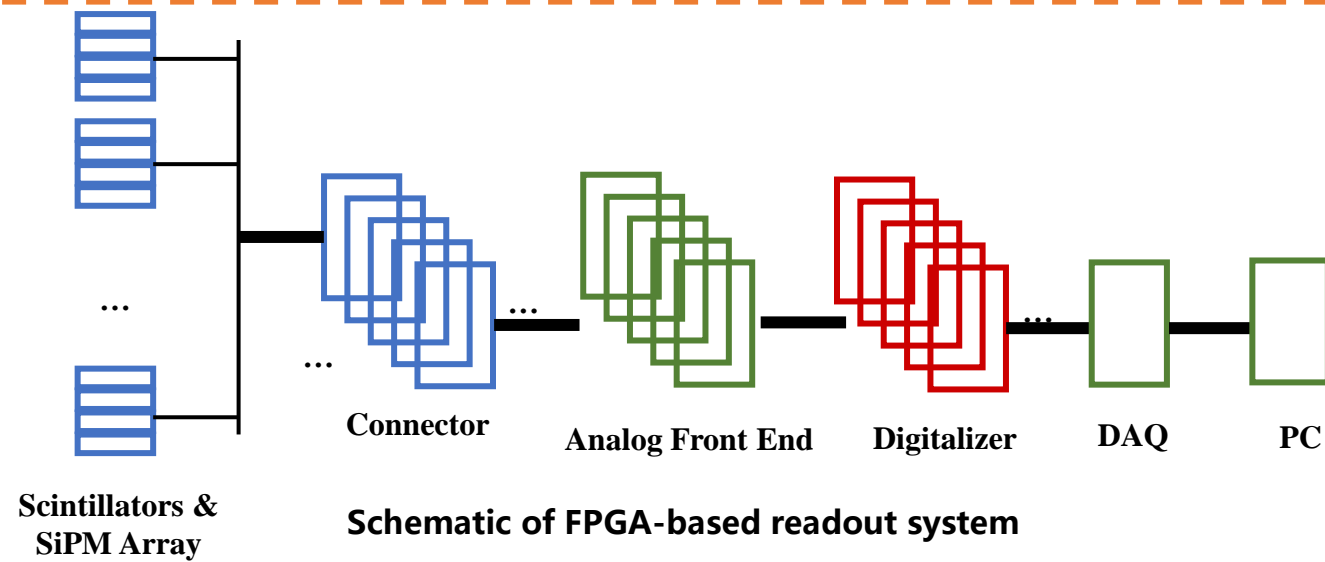 ...
...
...
...
Connector
Analog Front End
Digitalizer
DAQ
PC
Scintillators &
SiPM Array
Schematic of FPGA-based readout system